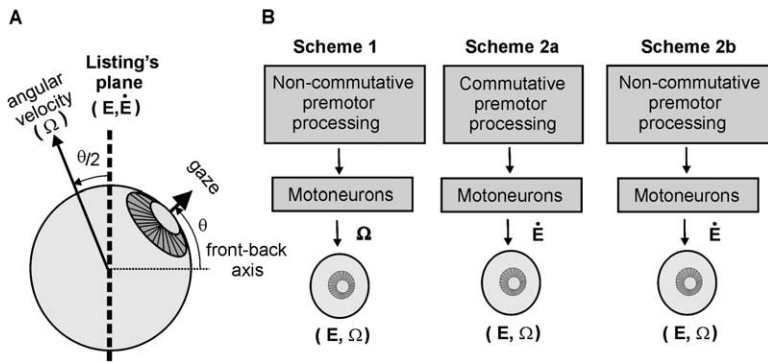 A
Listing's
plane
( E,Ė )
angular
velocity
(Ω)
θ/2
gaze
θ
front-back
axis
B
Scheme 1
Non-commutative
premotor
processing
Motoneurons
Ω
( E, Ω )
Scheme 2a
Commutative
premotor
processing
Motoneurons
Ė
( E, Ω )
Scheme 2b
Non-commutative
premotor
processing
Motoneurons
Ė
( E, Ω )